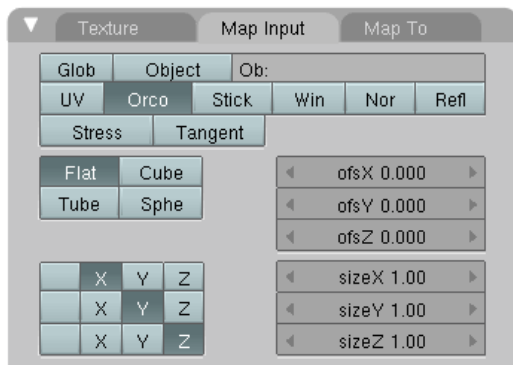 Texture Map Input Map To
Glob Object Ob:
UV Orco Stick Win Nor Refl
Stress Tangent
Flat Cube ofsX 0.000
Tube Sphe ofsY 0.000
ofsZ 0.000
X Y Z sizeX 1.00
X Y Z sizeY 1.00
X Y Z sizeZ 1.00